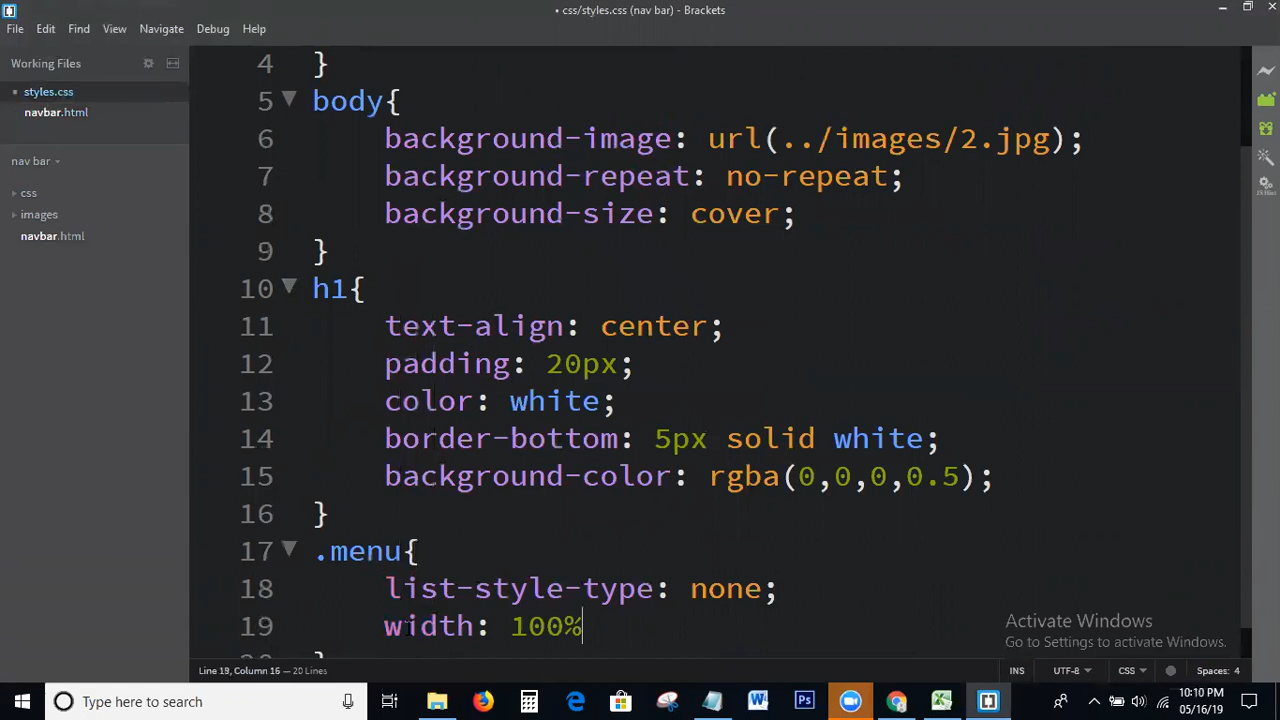 • css/styles.css (nav bar) - Brackets
File Edit Find View Navigate Debug Help
Working Files
styles.css
navbar.html
nav bar
css
images
navbar.html
4 }
5 body{
6 background-image: url(../images/2.jpg);
7 background-repeat: no-repeat;
8 background-size: cover;
9 }
10 h1{
11 text-align: center;
12 padding: 20px;
13 color: white;
14 border-bottom: 5px solid white;
15 background-color: rgba(0,0,0,0.5);
16 }
17 .menu{
18 list-style-type: none;
19 width: 100%
Activate Windows
Go to Settings to activate Windows.
Line 19, Column 16 — 20 Lines
INS UTF-8 CSS Spaces: 4
Type here to search
10:10 PM
05/16/19